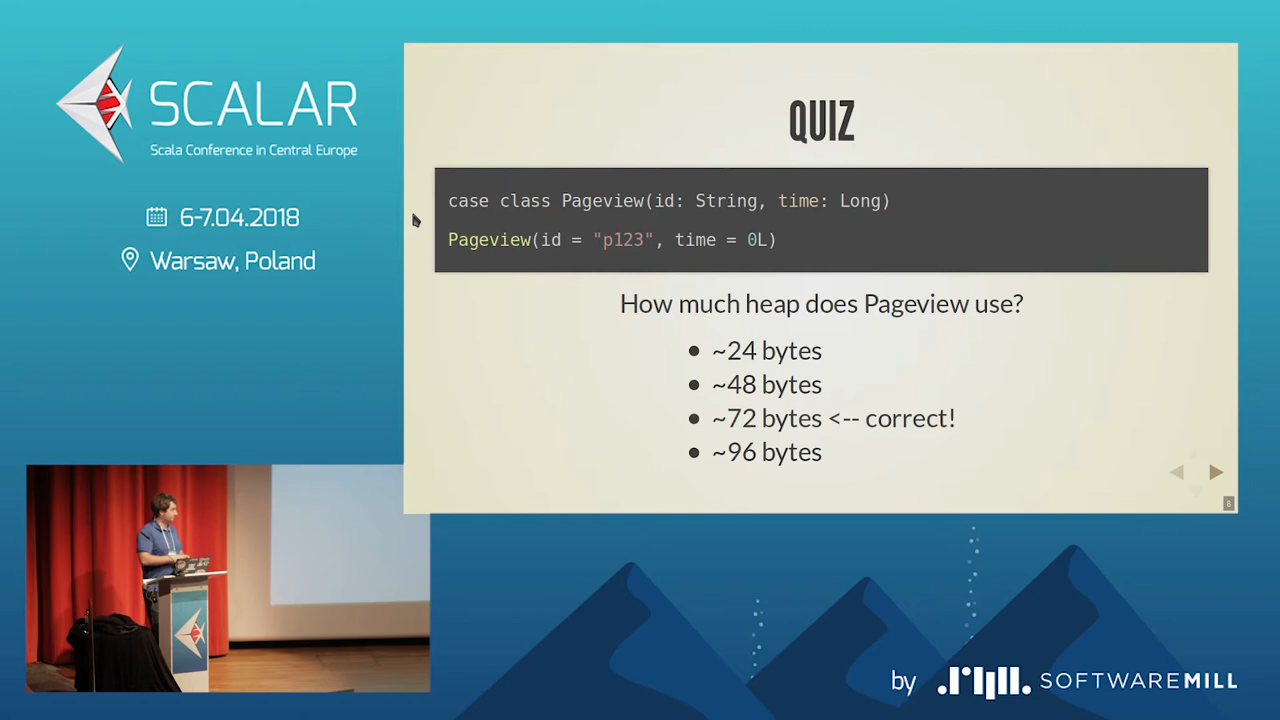 SCALAR
Scala Conference in Central Europe
6-7.04.2018
Warsaw, Poland
QUIZ
case class Pageview(id: String, time: Long)
Pageview(id = "p123", time = 0L)
How much heap does Pageview use?
• ~24 bytes
• ~48 bytes
• ~72 bytes <-- correct!
• ~96 bytes
8
by SOFTWAREMILL